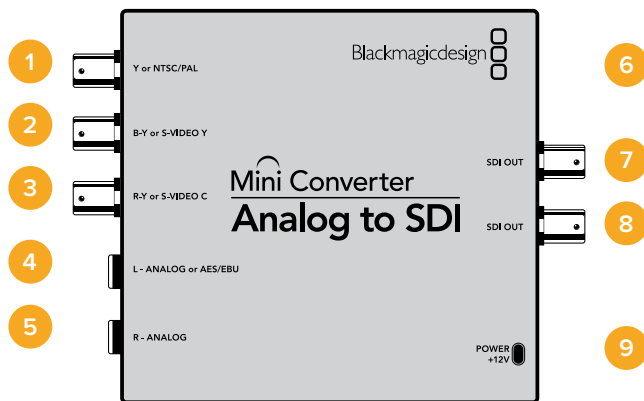 1
Y or NTSC/PAL
Blackmagicdesign
6
2
B-Y or S-VIDEO Y
SDI OUT
7
3
R-Y or S-VIDEO C
Mini Converter
Analog to SDI
SDI OUT
8
4
L - ANALOG or AES/EBU
5
R - ANALOG
POWER
+12V
9